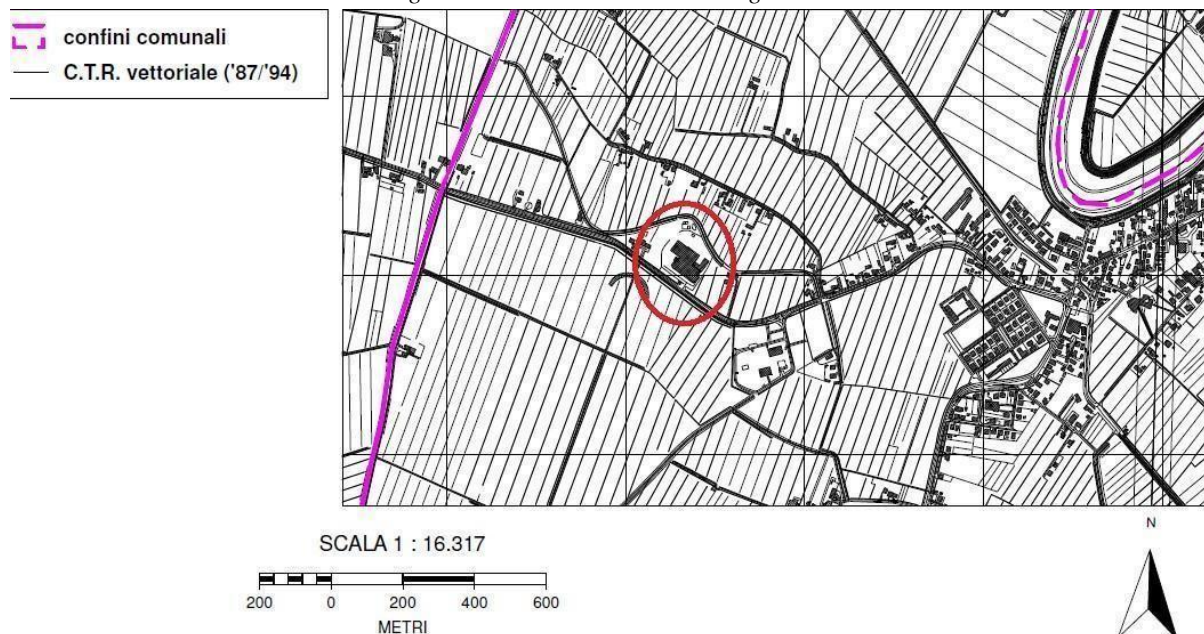 confini comunali
C.T.R. vettoriale ('87/'94)
SCALA 1 : 16.317
200 0 200 400 600
METRI
N